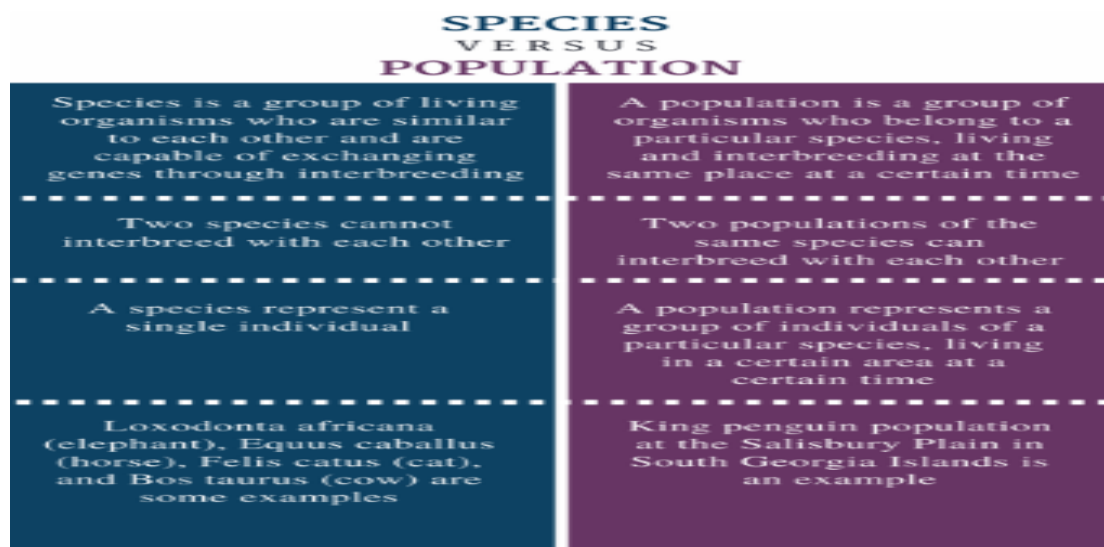 SPECIES
VERSUS
POPULATION
Species is a group of living
organisms who are similar
to each other and are
capable of exchanging
genes through interbreeding
A population is a group of
organisms who belong to a
particular species, living
and interbreeding at the
same place at a certain time
Two species cannot
interbreed with each other
Two populations of the
same species can
interbreed with each other
A species represent a
single individual
A population represents a
group of individuals of a
particular species, living
in a certain area at a
certain time
Loxodonta africana
(elephant), Equus caballus
(horse), Felis catus (cat),
and Bos taurus (cow) are
some examples
King penguin population
at the Salisbury Plain in
South Georgia Islands is
an example